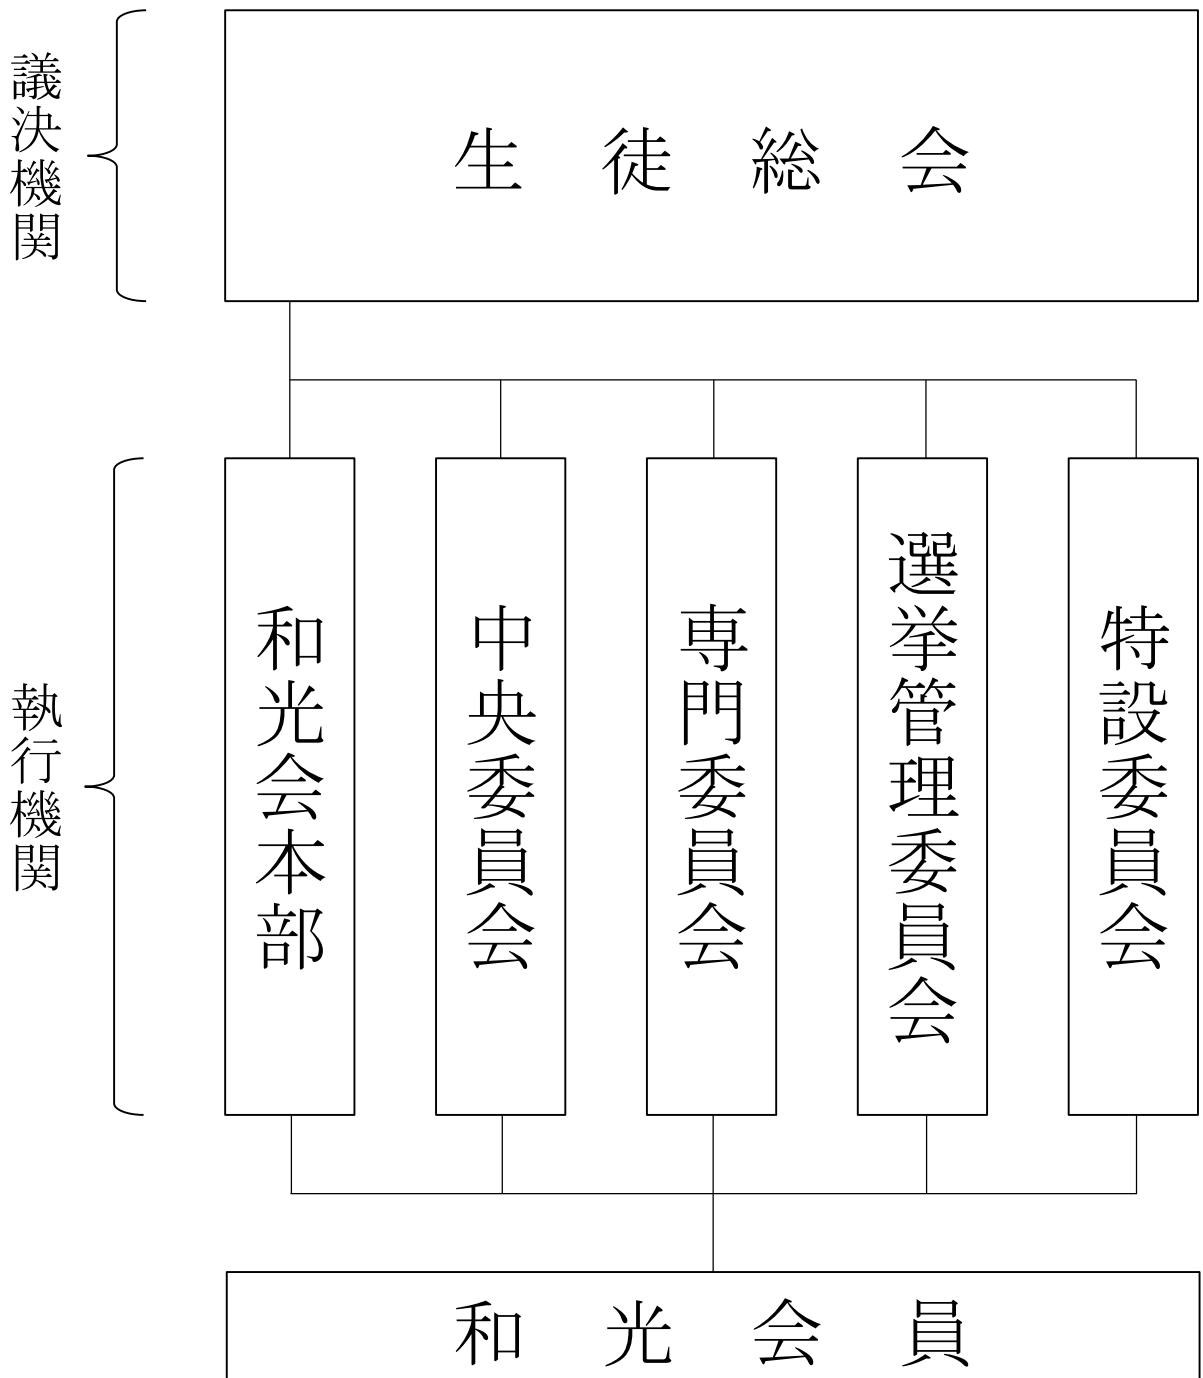 議決機関
生徒総会
執行機関
和光会本部
中央委員会
専門委員会
選挙管理委員会
特設委員会
和光会員